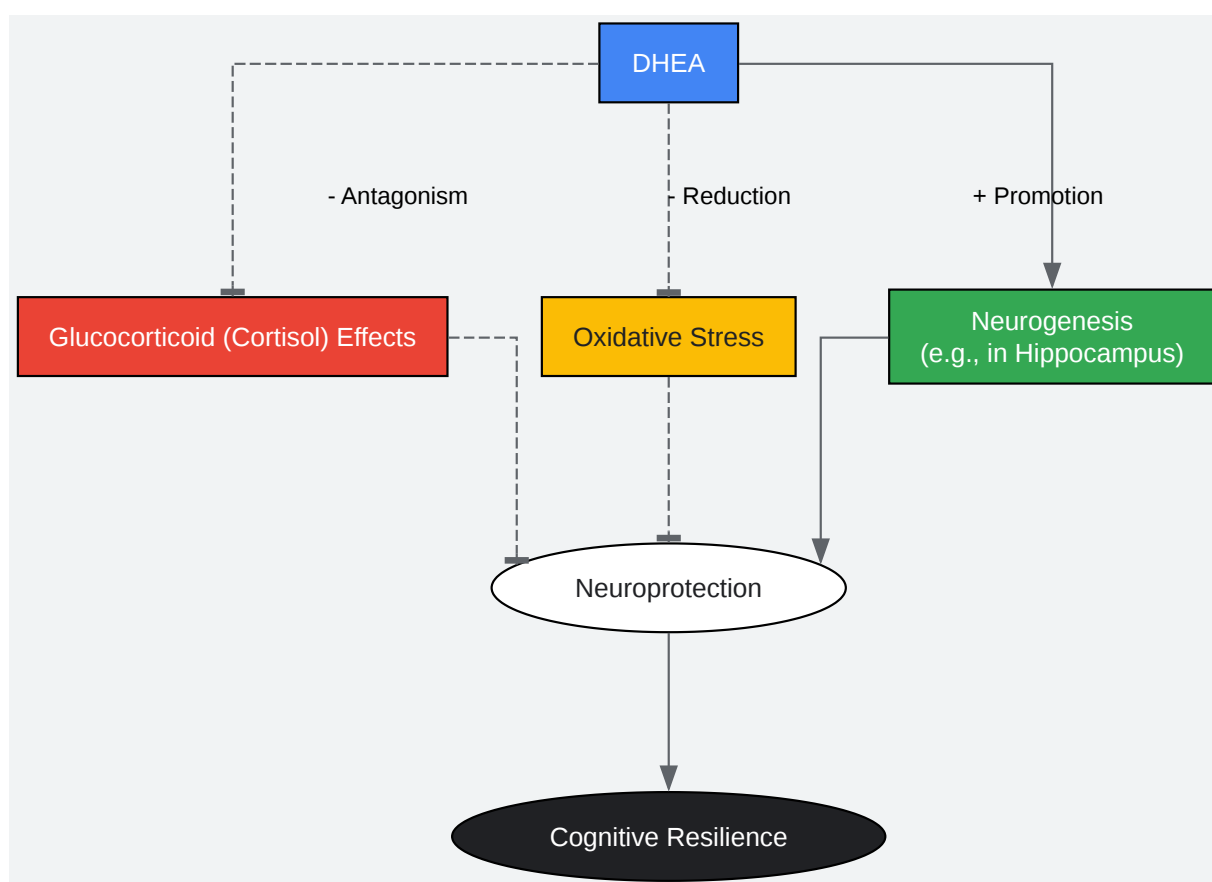 DHEA
- Antagonism
- Reduction
+ Promotion
Glucocorticoid (Cortisol) Effects
Oxidative Stress
Neurogenesis
(e.g., in Hippocampus)
Neuroprotection
Cognitive Resilience